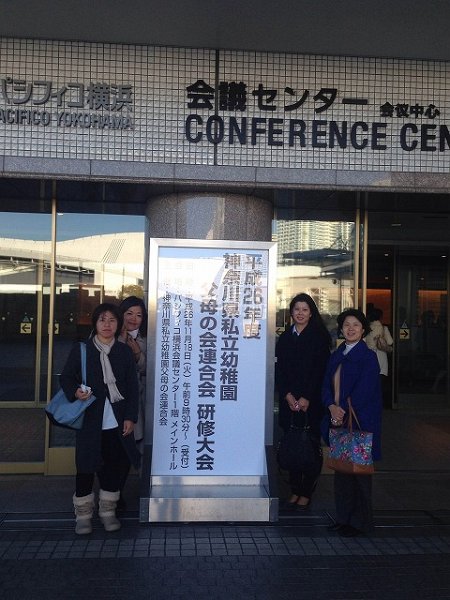 パシフィコ横浜
PACIFICO YOKOHAMA
会議センター 会议中心
CONFERENCE CEN
平成26年度
神奈川県私立幼稚園
父母の会連合会 研修大会
平成26年11月18日（火）午前9時30分～（受付）
パシフィコ横浜会議センター1階 メインホール
神奈川県私立幼稚園父母の会連合会